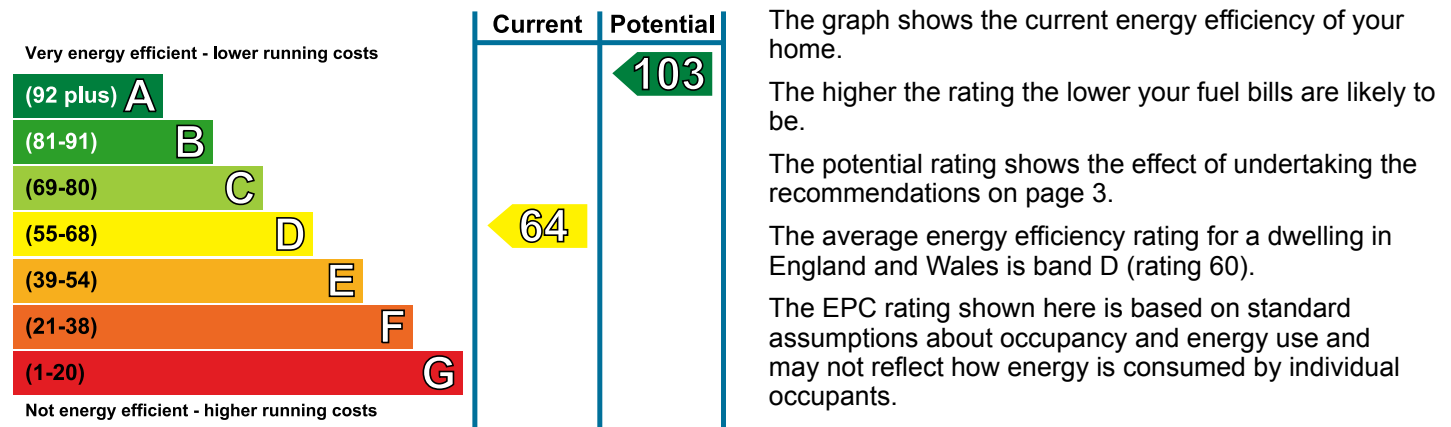 Current Potential
Very energy efficient - lower running costs
103
(92 plus) A
(81-91) B
(69-80) C
(55-68) D
64
(39-54) E
(21-38) F
(1-20) G
Not energy efficient - higher running costs
The graph shows the current energy efficiency of your
home.
The higher the rating the lower your fuel bills are likely to
be.
The potential rating shows the effect of undertaking the
recommendations on page 3.
The average energy efficiency rating for a dwelling in
England and Wales is band D (rating 60).
The EPC rating shown here is based on standard
assumptions about occupancy and energy use and
may not reflect how energy is consumed by individual
occupants.